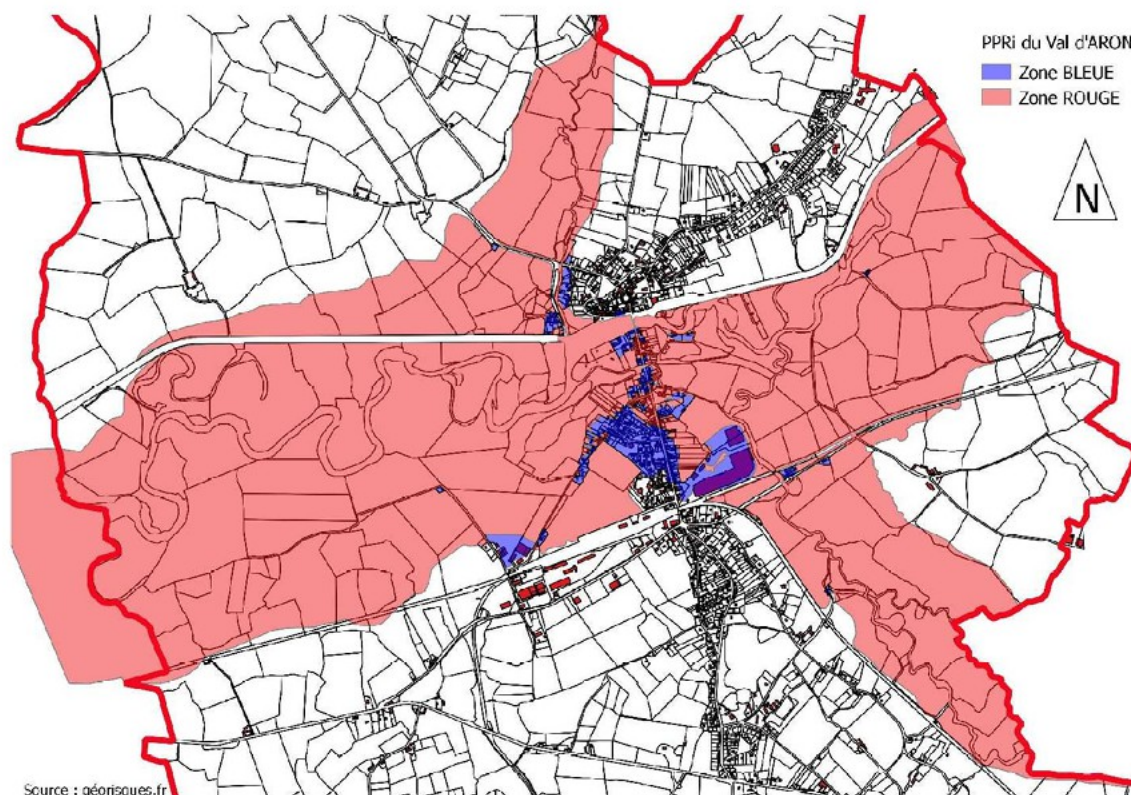 PPRi du Val d'ARON
Zone BLEUE
Zone ROUGE
N
Source : géorisques.fr